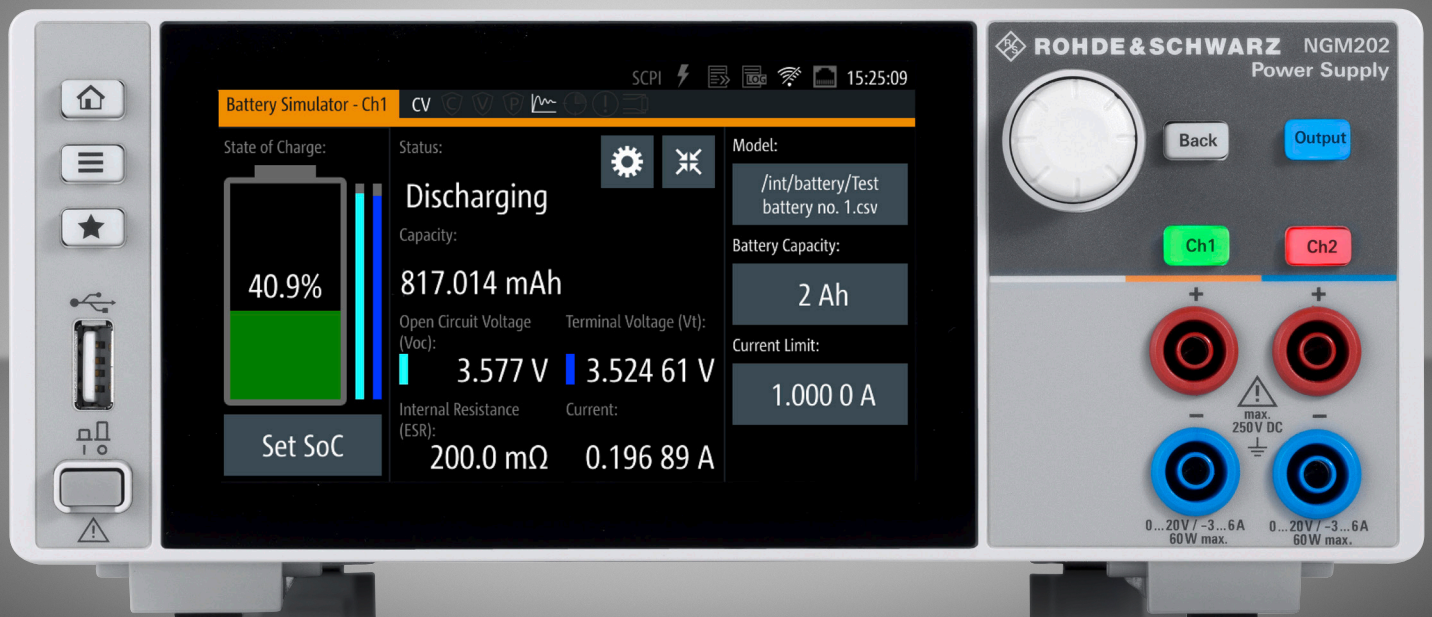 ROHDE&SCHWARZ NGM202
Power Supply
SCPI LOG 15:25:09
Battery Simulator - Ch1 CV C V P
State of Charge:
40.9%
Set SoC
Status:
Discharging
Capacity:
817.014 mAh
Open Circuit Voltage
(Voc):
3.577 V
Terminal Voltage (Vt):
3.524 61 V
Internal Resistance
(ESR):
200.0 mΩ
Current:
0.196 89 A
Model:
/int/battery/Test
battery no. 1.csv
Battery Capacity:
2 Ah
Current Limit:
1.000 0 A
Back
Output
Ch1
Ch2
+ +
max.
250V DC
− −
0...20V / -3...6A
60W max.
0...20V / -3...6A
60W max.
I O